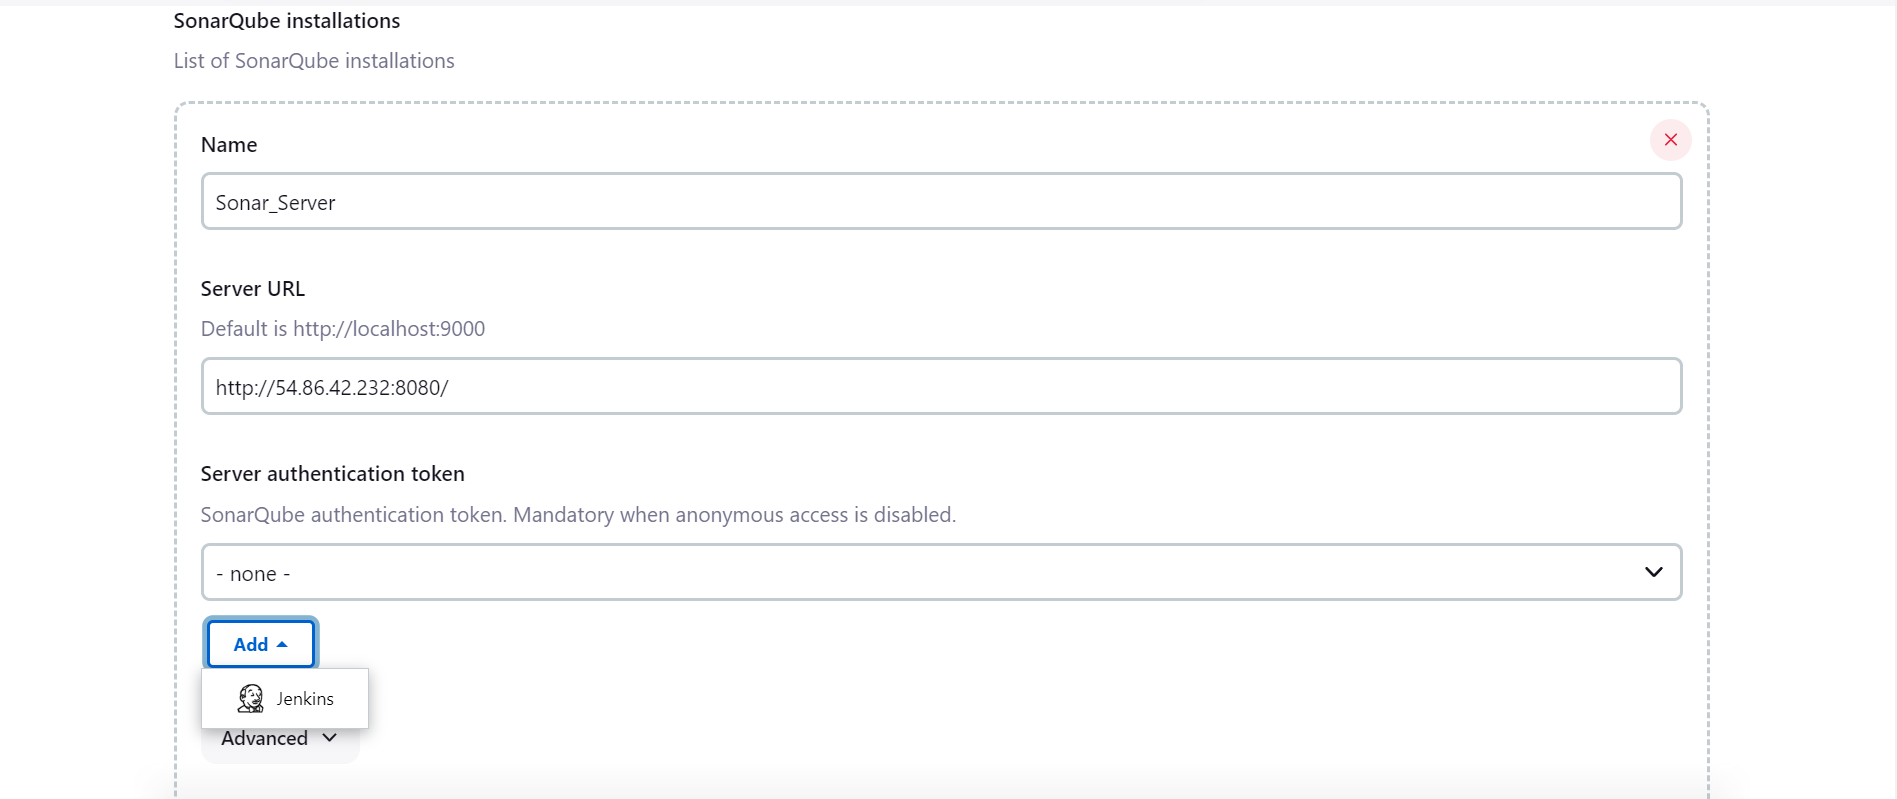 SonarQube installations
List of SonarQube installations
Name
Sonar_Server
Server URL
Default is http://localhost:9000
http://54.86.42.232:8080/
Server authentication token
SonarQube authentication token. Mandatory when anonymous access is disabled.
- none -
Add
Jenkins
Advanced